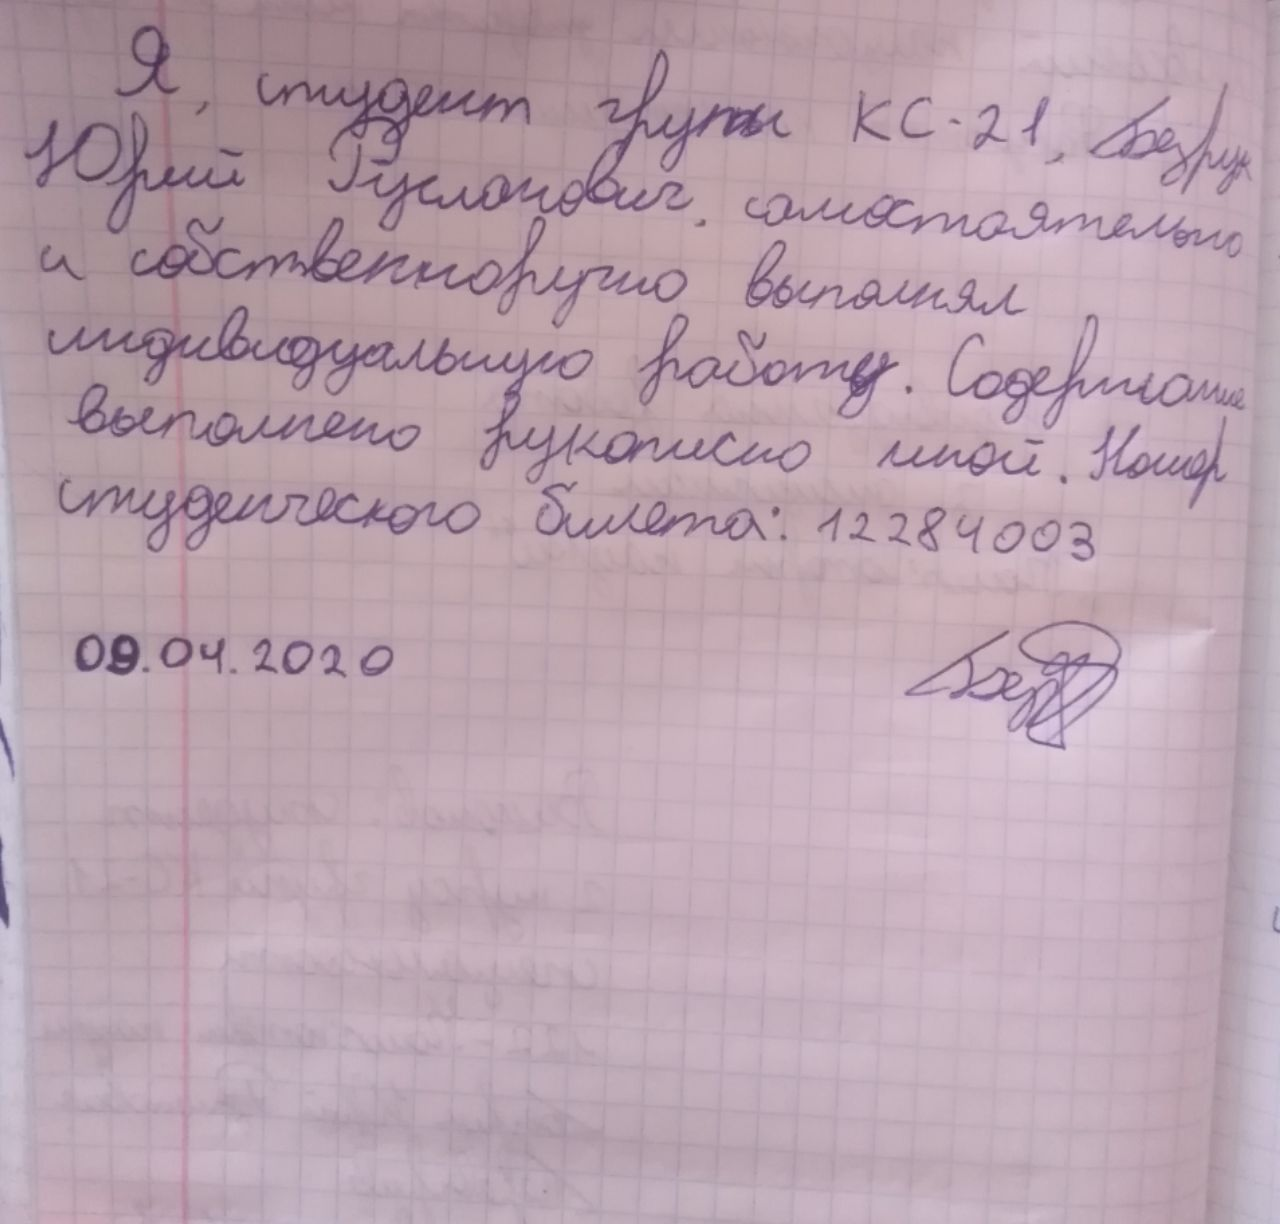 Я, студент групы КС-21, Безрук
Юрий Русланович, самостоятельно
и собственноручно выполнял
индивидуальную работу. Содержание
выполнено рукописно мной. Номер
студенческого билета: 12284003
09.04.2020